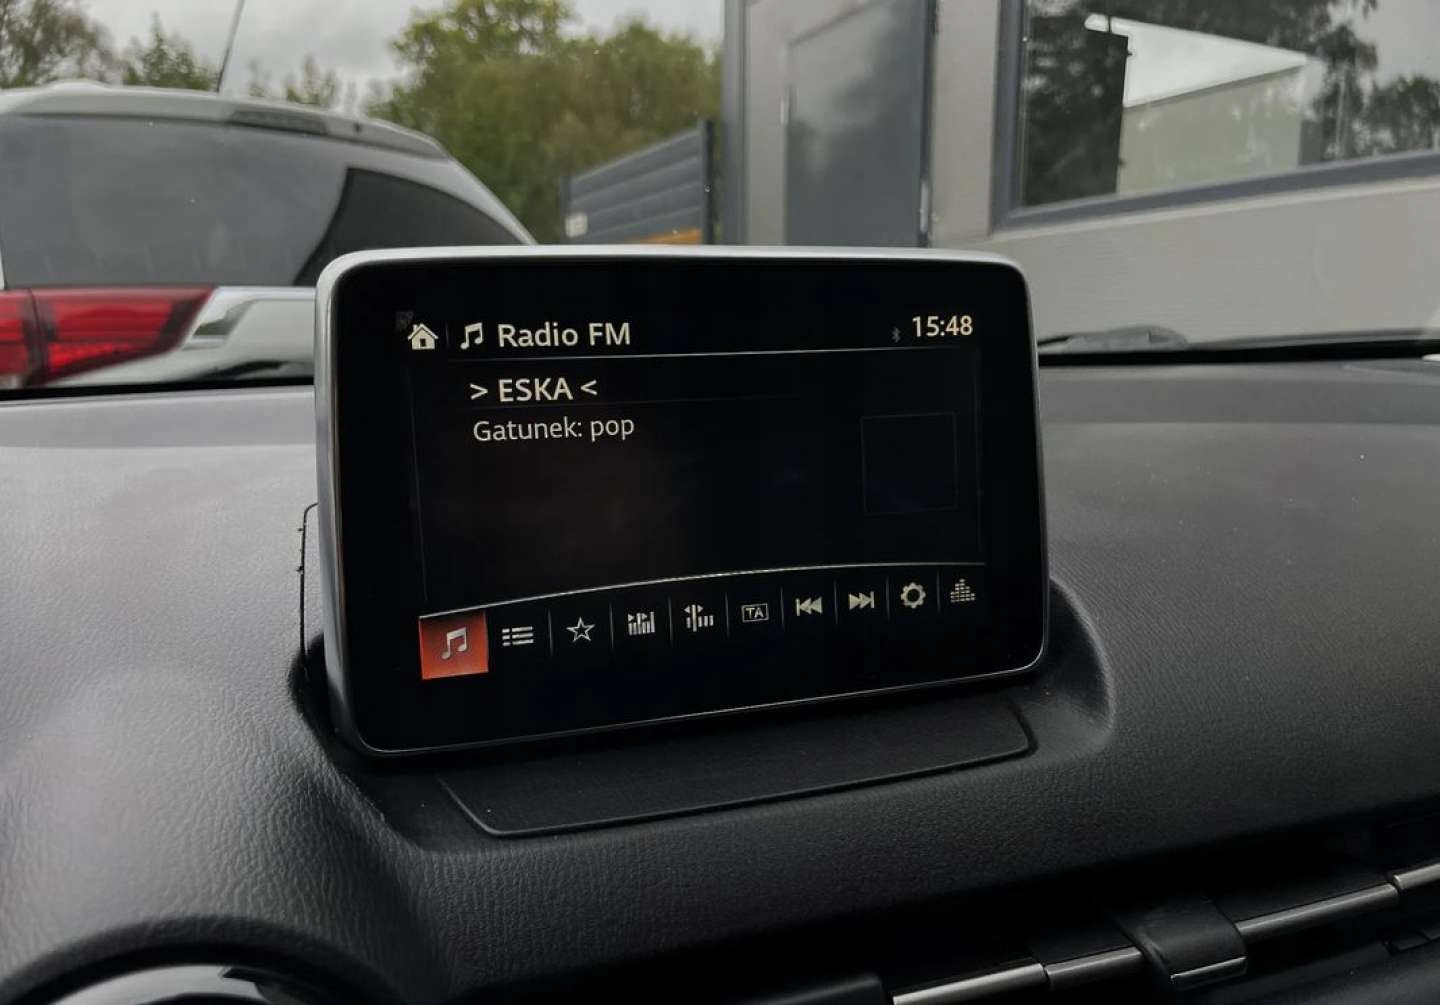 Radio FM
15:48
> ESKA <
Gatunek: pop
TA